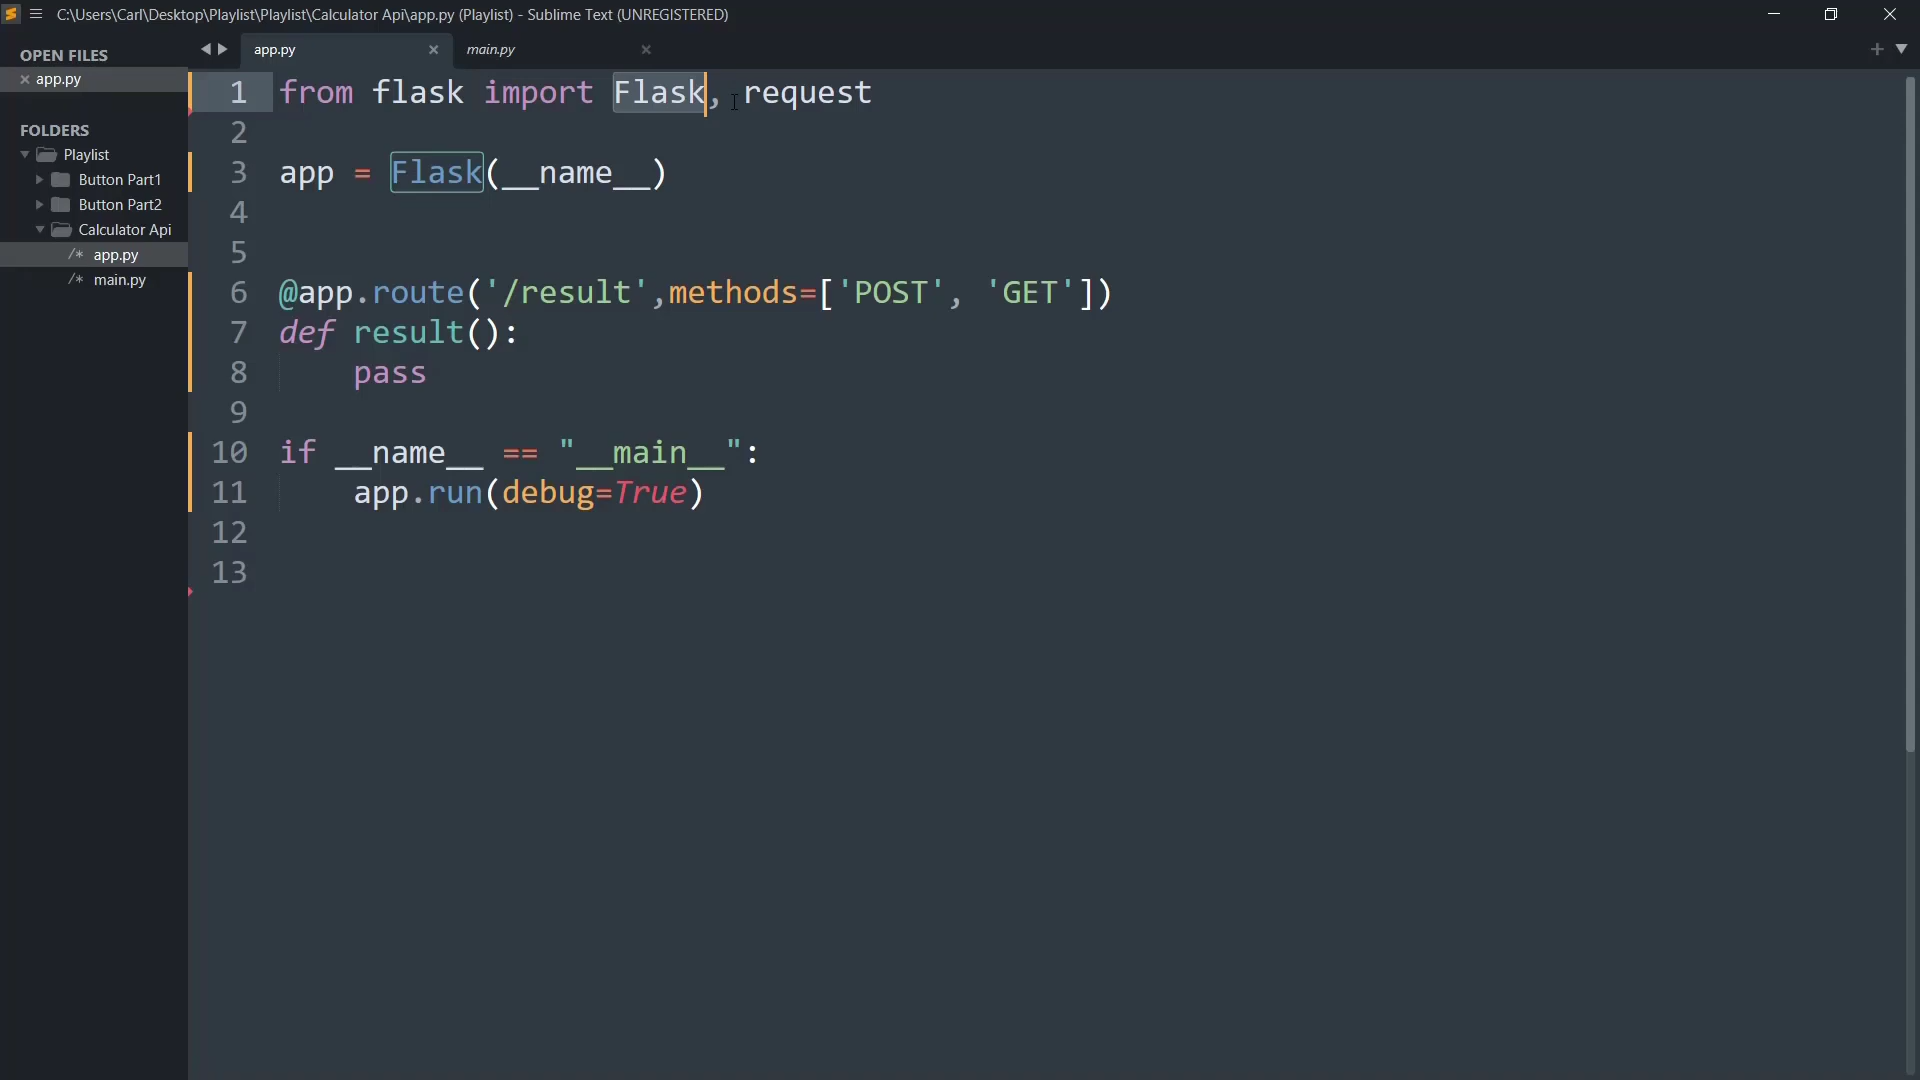 C:\Users\Carl\Desktop\Playlist\Playlist\Calculator Api\app.py (Playlist) - Sublime Text (UNREGISTERED)
OPEN FILES
app.py
FOLDERS
Playlist
Button Part1
Button Part2
Calculator Api
/* app.py
/* main.py
app.py
main.py
1 from flask import Flask, request
2
3 app = Flask(__name__)
4
5
6 @app.route('/result',methods=['POST', 'GET'])
7 def result():
8     pass
9
10 if __name__ == "__main__":
11     app.run(debug=True)
12
13